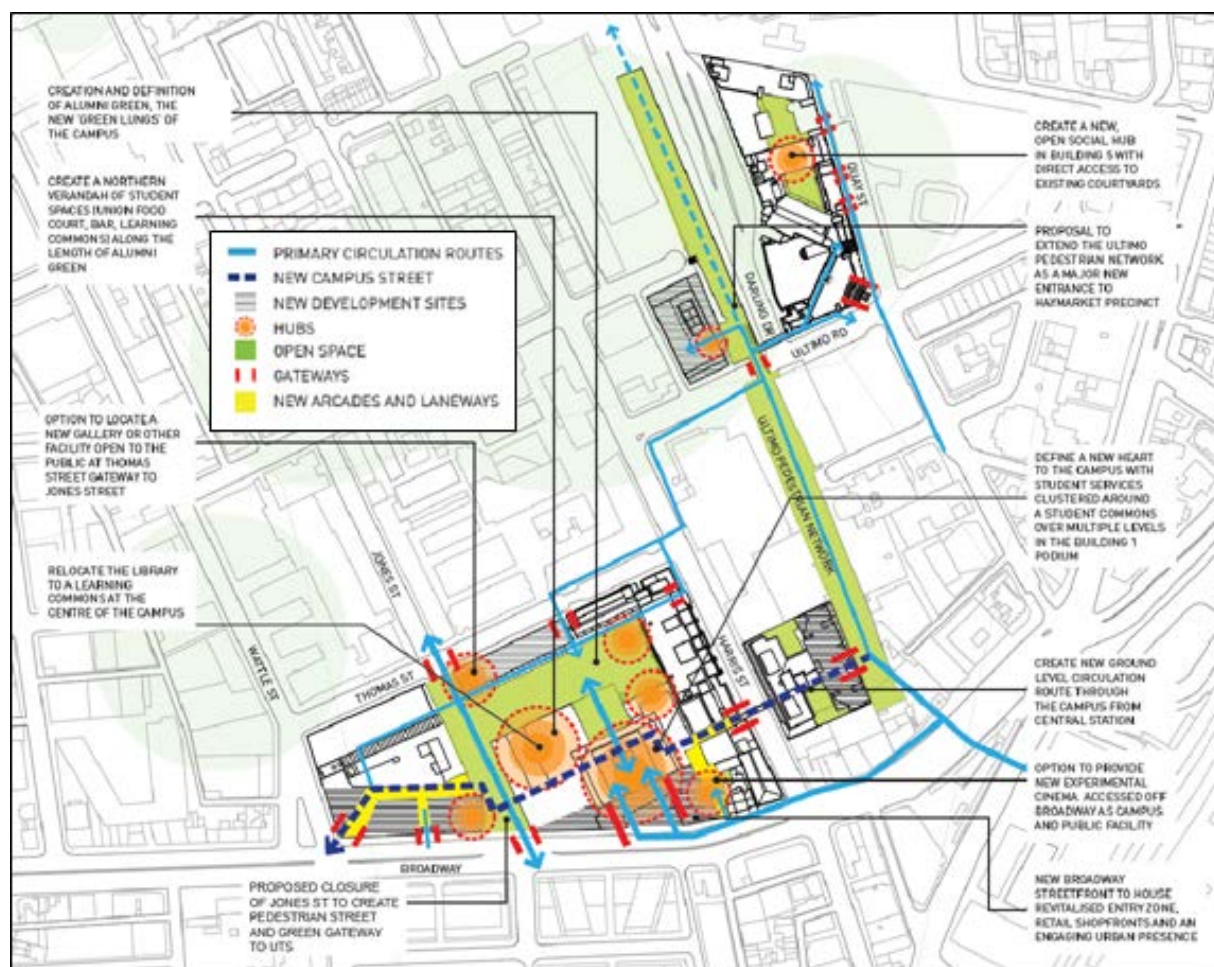 CREATION AND DEFINITION
OF ALUMNI GREEN, THE
NEW 'GREEN LUNGS' OF
THE CAMPUS
CREATE A NORTHERN
VERANDAH OF STUDENT
SPACES (UNION FOOD
COURT, BAR, LEARNING
COMMONS) ALONG THE
LENGTH OF ALUMNI
GREEN
PRIMARY CIRCULATION ROUTES
NEW CAMPUS STREET
NEW DEVELOPMENT SITES
HUBS
OPEN SPACE
GATEWAYS
NEW ARCADES AND LANEWAYS
OPTION TO LOCATE A
NEW GALLERY OR OTHER
FACILITY OPEN TO THE
PUBLIC AT THOMAS
STREET GATEWAY TO
JONES STREET
RELOCATE THE LIBRARY
TO A LEARNING
COMMONS AT THE
CENTRE OF THE CAMPUS
PROPOSED CLOSURE
OF JONES ST TO CREATE
PEDESTRIAN STREET
AND GREEN GATEWAY
TO UTS
CREATE A NEW,
OPEN SOCIAL HUB
IN BUILDING 5 WITH
DIRECT ACCESS TO
EXISTING COURTYARDS
PROPOSAL TO
EXTEND THE ULTIMO
PEDESTRIAN NETWORK
AS A MAJOR NEW
ENTRANCE TO
HAYMARKET PRECINCT
DEFINE A NEW HEART
TO THE CAMPUS WITH
STUDENT SERVICES
CLUSTERED AROUND
A STUDENT COMMONS
OVER MULTIPLE LEVELS
IN THE BUILDING 1
PODIUM
CREATE NEW GROUND
LEVEL CIRCULATION
ROUTE THROUGH
THE CAMPUS FROM
CENTRAL STATION
OPTION TO PROVIDE
NEW EXPERIMENTAL
CINEMA, ACCESSED OFF
BROADWAY AS CAMPUS
AND PUBLIC FACILITY
NEW BROADWAY
STREETFRONT TO HOUSE
REVITALISED ENTRY ZONE,
RETAIL SHOPFRONTS AND AN
ENGAGING URBAN PRESENCE
QUAY ST
DARLING DR
ULTIMO RD
ULTIMO PEDESTRIAN NETWORK
JONES ST
HARRIS ST
WATTLE ST
THOMAS ST
BROADWAY